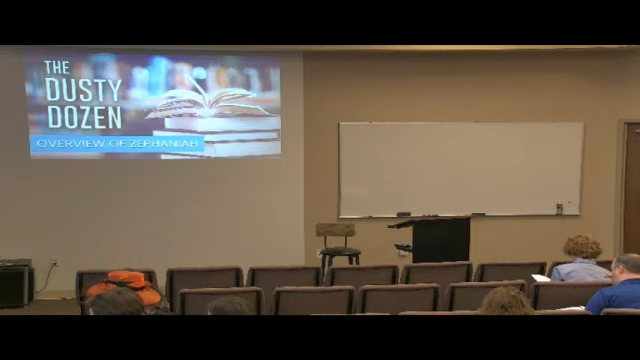 THE
DUSTY
DOZEN
OVERVIEW OF ZEPHANIAH